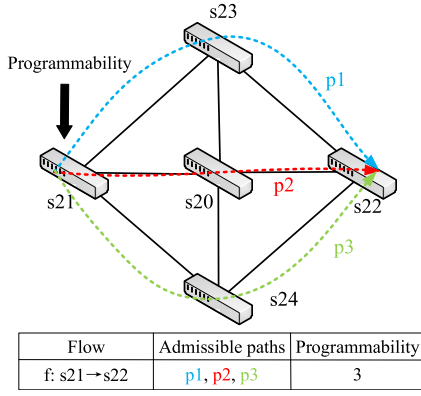 s23
Programmability
p1
s21
s20
p2
s22
p3
s24
Flow Admissible paths Programmability
f: s21→s22 p1, p2, p3 3